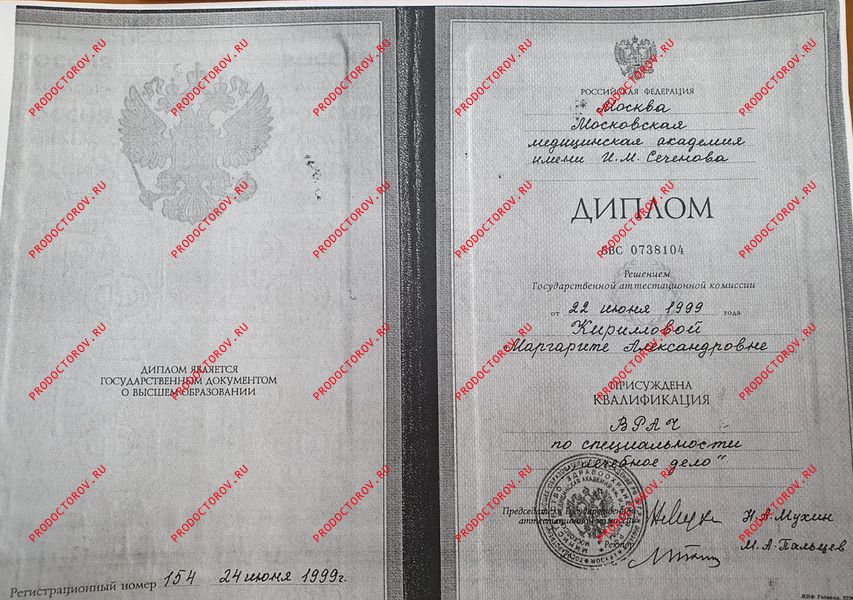 ДИПЛОМ ЯВЛЯЕТСЯ
ГОСУДАРСТВЕННЫМ ДОКУМЕНТОМ
О ВЫСШЕМ ОБРАЗОВАНИИ
Регистрационный номер 154 24 июня 1999г.
РОССИЙСКАЯ ФЕДЕРАЦИЯ
Москва
Московская
медицинская академия
имени И.М. Сеченова
ДИПЛОМ
БВС 0738104
Решением
Государственной аттестационной комиссии
от 22 июня 1999 года
Кирилловой
Маргарите Александровне
ПРИСУЖДЕНА
КВАЛИФИКАЦИЯ
ВРАЧ
по специальности
"Лечебное дело"
Председатель Государственной
аттестационной комиссии
Н.А. Мухин
М.А. Пальцев
PRODOCTOROV.RU